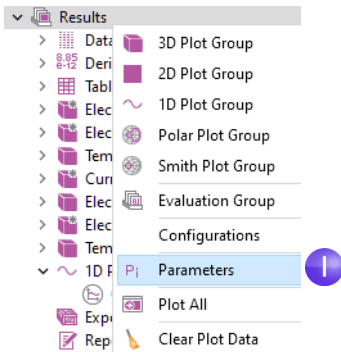 Results
Data
3D Plot Group
8.85
e-12
Deri
2D Plot Group
Tabl
1D Plot Group
Elec
Elec
Polar Plot Group
Tem
Smith Plot Group
Curr
Elec
Evaluation Group
Elec
Configurations
Tem
1D P
Pi
Parameters
1
Plot All
Expo
Rep
Clear Plot Data